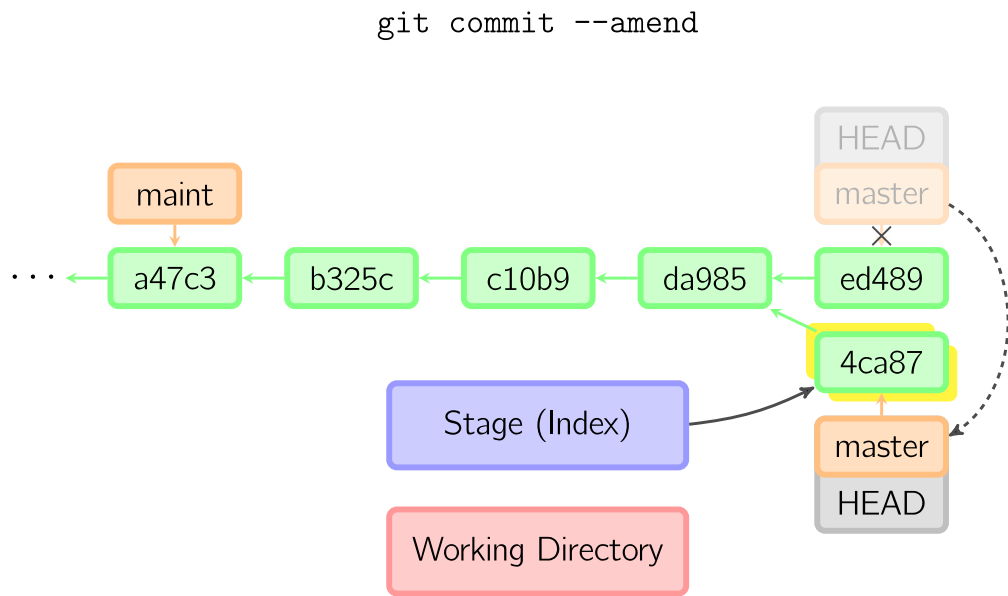 git commit --amend
HEAD
maint
master
... a47c3 b325c c10b9 da985 ed489
4ca87
Stage (Index)
master
HEAD
Working Directory